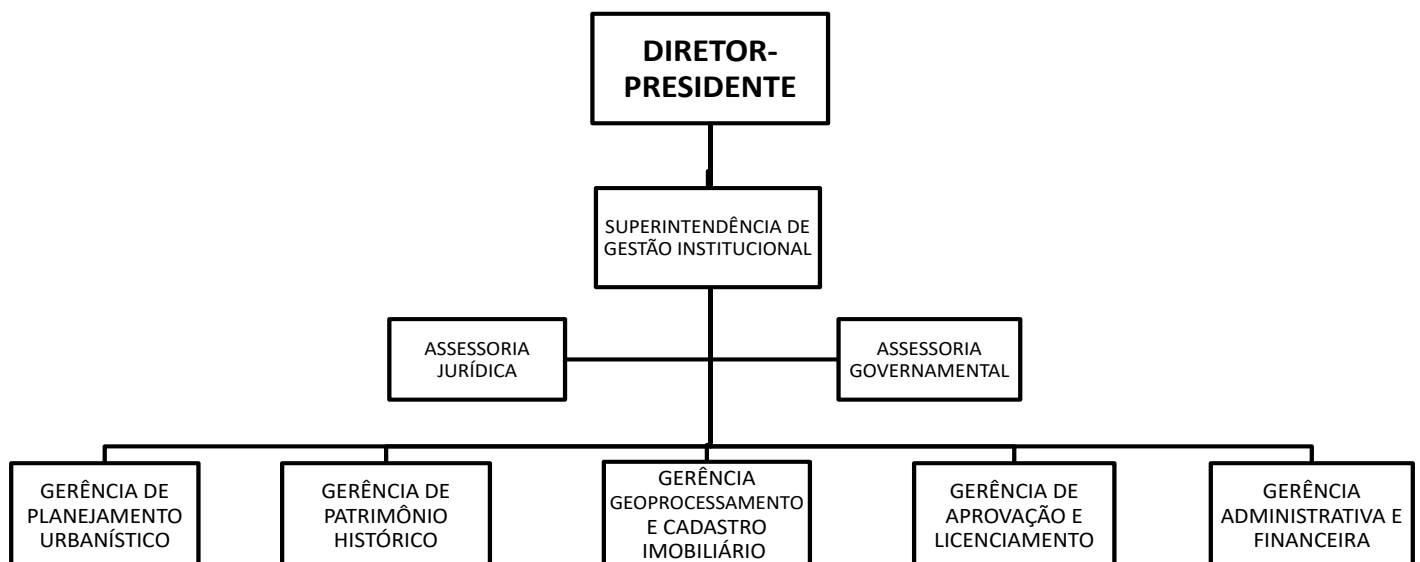 DIRETOR-
PRESIDENTE
SUPERINTENDÊNCIA DE
GESTÃO INSTITUCIONAL
ASSESSORIA
JURÍDICA
ASSESSORIA
GOVERNAMENTAL
GERÊNCIA DE
PLANEJAMENTO
URBANÍSTICO
GERÊNCIA DE
PATRIMÔNIO
HISTÓRICO
GERÊNCIA
GEOPROCESSAMENTO
E CADASTRO
IMOBILIÁRIO
GERÊNCIA DE
APROVAÇÃO E
LICENCIAMENTO
GERÊNCIA
ADMINISTRATIVA E
FINANCEIRA